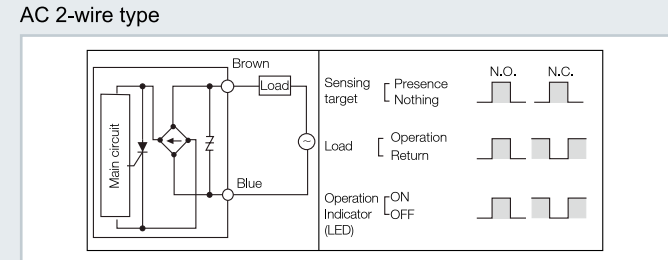 AC 2-wire type
Brown
Load
Main circuit
~
Blue
N.O. N.C.
Sensing target Presence
Nothing
Load Operation
Return
Operation Indicator (LED) ON
OFF